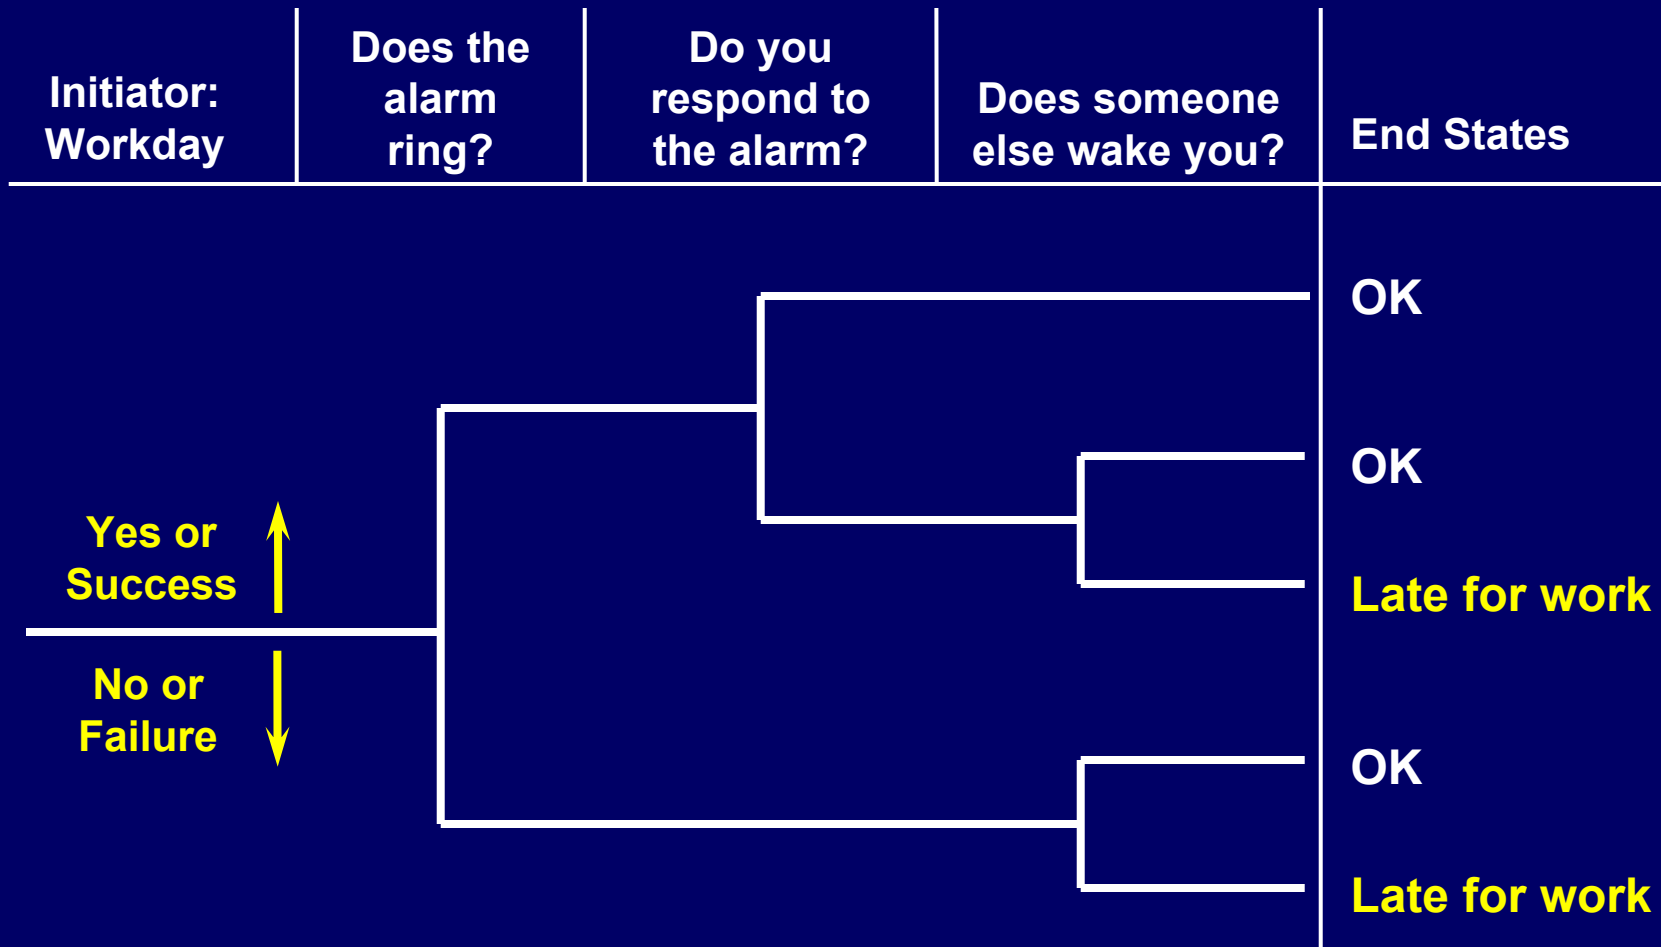 Initiator:
Workday
Does the
alarm
ring?
Do you
respond to
the alarm?
Does someone
else wake you?
End States
OK
OK
Yes or
Success
Late for work
No or
Failure
OK
Late for work